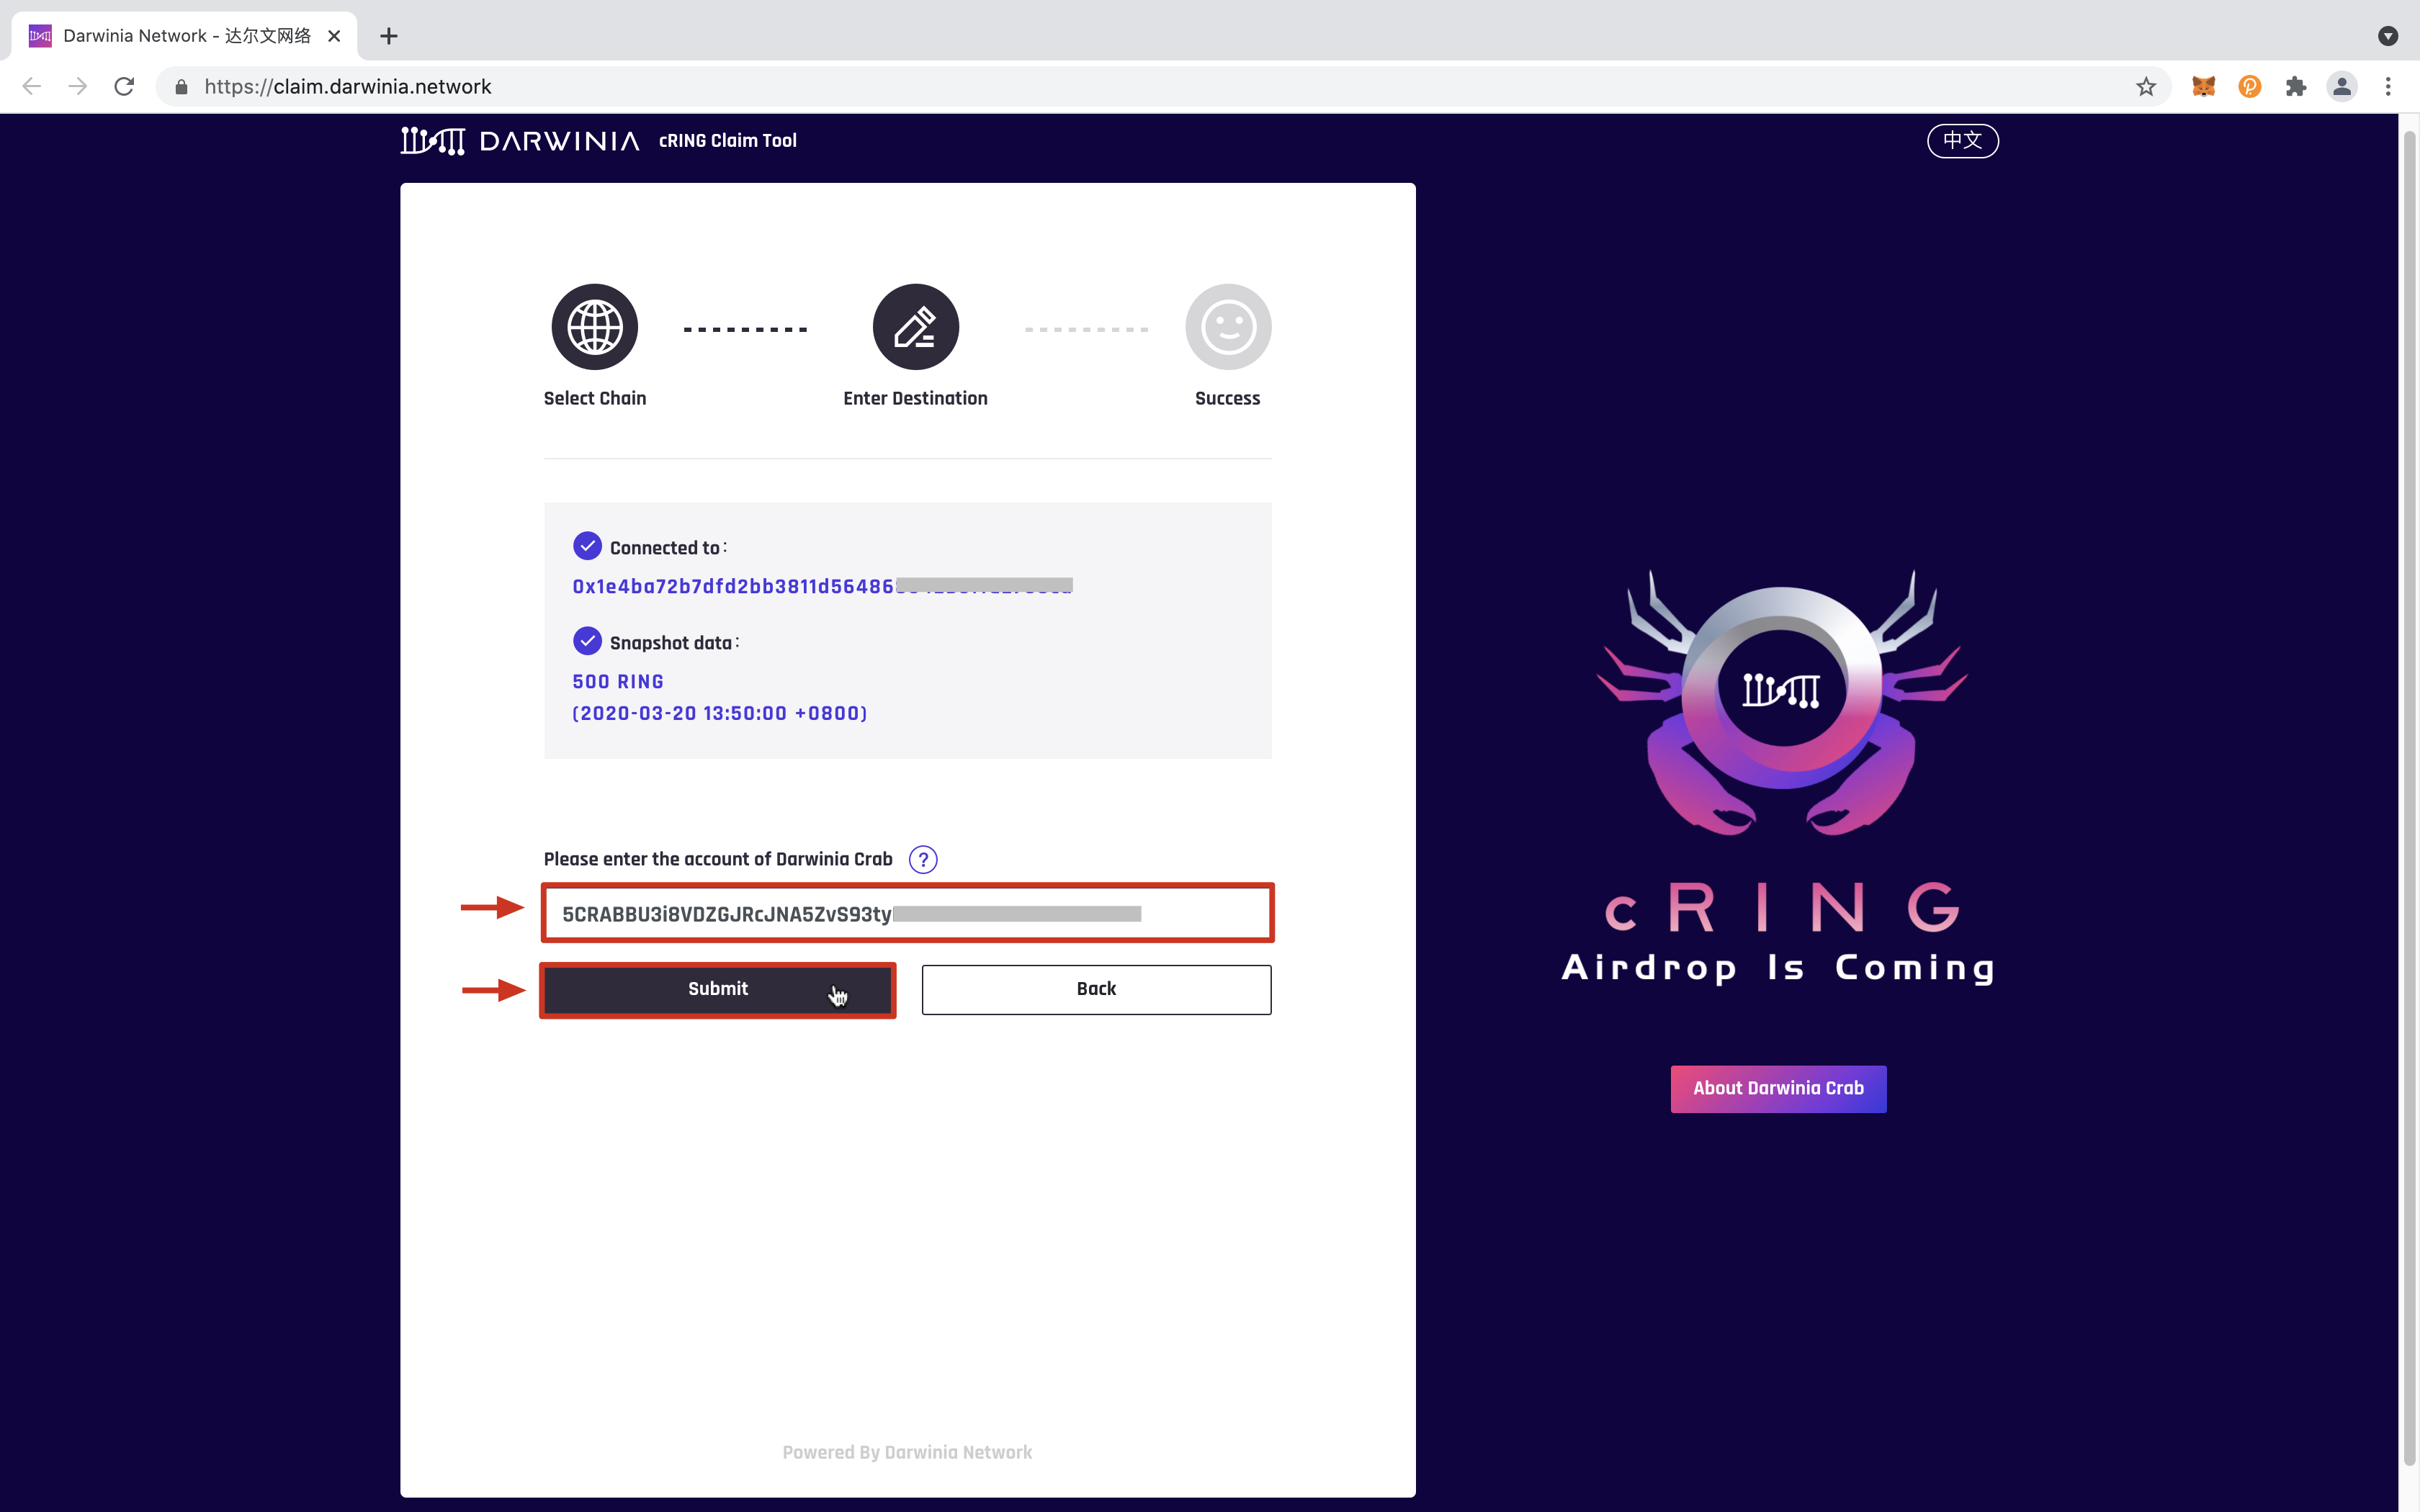 Darwinia Network - 达尔文网络
https://claim.darwinia.network
DARWINIA cRING Claim Tool
中文
Select Chain
Enter Destination
Success
Connected to:
0x1e4ba72b7dfd2bb3811d56486
Snapshot data:
500 RING
(2020-03-20 13:50:00 +0800)
Please enter the account of Darwinia Crab ?
5CRABBU3i8VDZGJRcJNA5ZvS93ty
Submit
Back
cRING
Airdrop Is Coming
About Darwinia Crab
Powered By Darwinia Network